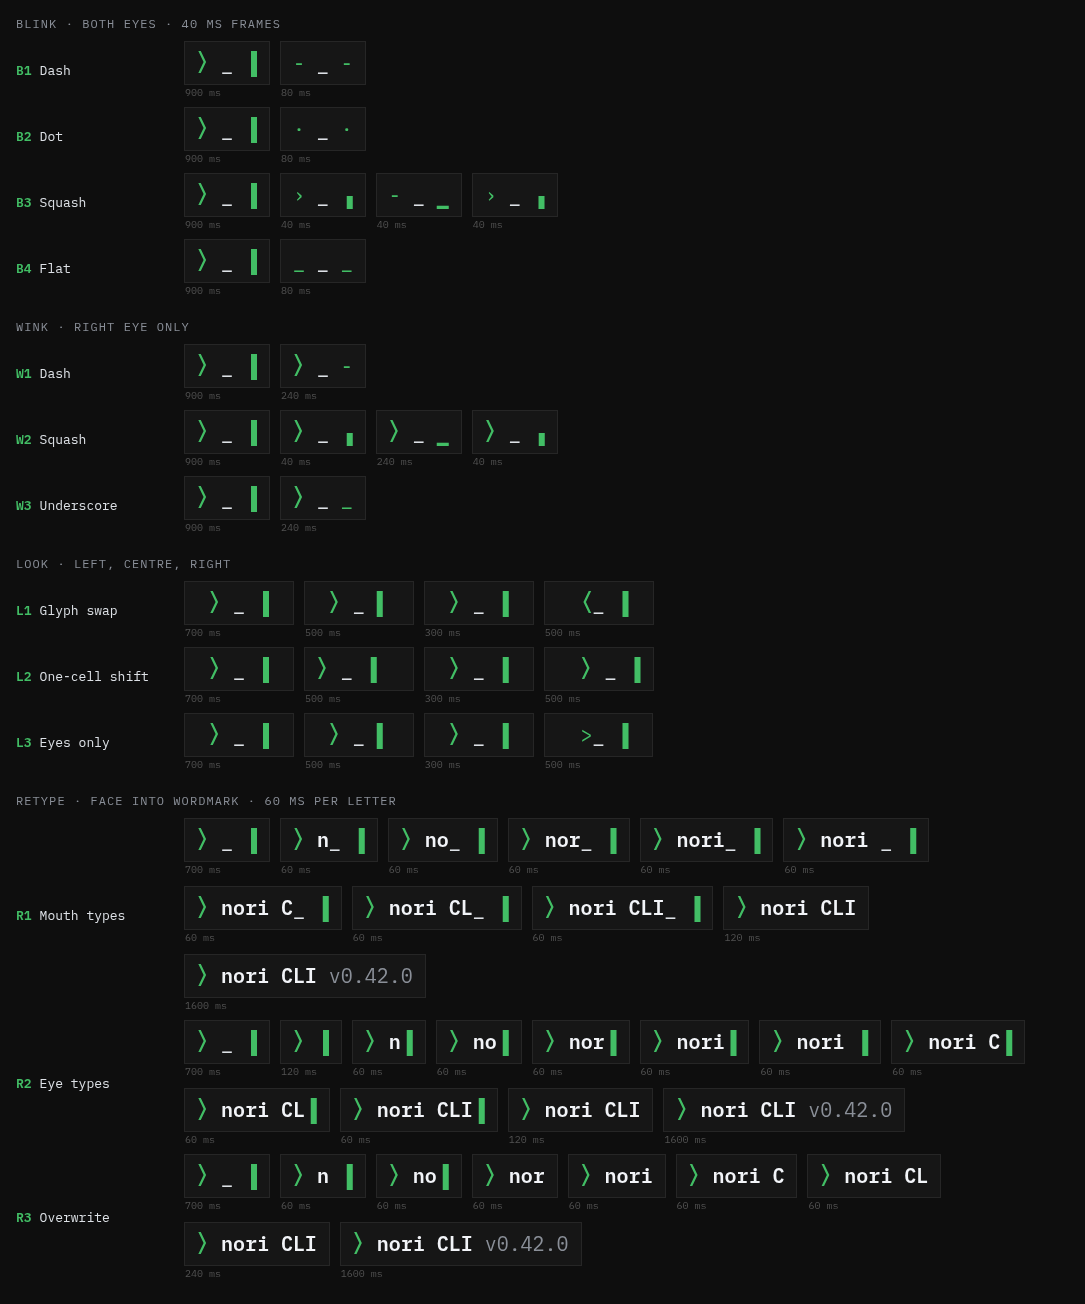 BLINK · BOTH EYES · 40 MS FRAMES
B1 Dash
〉 _ ▌ - _ -
900 ms 80 ms
B2 Dot
〉 _ ▌ · _ ·
900 ms 80 ms
B3 Squash
〉 _ ▌ › _ ▖ - _ ▂ › _ ▖
900 ms 40 ms 40 ms 40 ms
B4 Flat
〉 _ ▌ _ _ _
900 ms 80 ms
WINK · RIGHT EYE ONLY
W1 Dash
〉 _ ▌ 〉 _ -
900 ms 240 ms
W2 Squash
〉 _ ▌ 〉 _ ▖ 〉 _ ▂ 〉 _ ▖
900 ms 40 ms 240 ms 40 ms
W3 Underscore
〉 _ ▌ 〉 _ _
900 ms 240 ms
LOOK · LEFT, CENTRE, RIGHT
L1 Glyph swap
〉 _ ▌ 〉 _ ▌ 〉 _ ▌ 〈_ ▌
700 ms 500 ms 300 ms 500 ms
L2 One-cell shift
〉 _ ▌ 〉 _ ▌ 〉 _ ▌ 〉 _ ▌
700 ms 500 ms 300 ms 500 ms
L3 Eyes only
〉 _ ▌ 〉 _ ▌ 〉 _ ▌ >_ ▌
700 ms 500 ms 300 ms 500 ms
RETYPE · FACE INTO WORDMARK · 60 MS PER LETTER
R1 Mouth types
〉 _ ▌ 〉 n_ ▌ 〉 no_ ▌ 〉 nor_ ▌ 〉 nori_ ▌ 〉 nori _ ▌
700 ms 60 ms 60 ms 60 ms 60 ms 60 ms
〉 nori C_ ▌ 〉 nori CL_ ▌ 〉 nori CLI_ ▌ 〉 nori CLI
60 ms 60 ms 60 ms 120 ms
〉 nori CLI v0.42.0
1600 ms
R2 Eye types
〉 _ ▌ 〉 ▌ 〉 n▌ 〉 no▌ 〉 nor▌ 〉 nori▌ 〉 nori ▌ 〉 nori C▌
700 ms 120 ms 60 ms 60 ms 60 ms 60 ms 60 ms 60 ms
〉 nori CL▌ 〉 nori CLI▌ 〉 nori CLI 〉 nori CLI v0.42.0
60 ms 60 ms 120 ms 1600 ms
R3 Overwrite
〉 _ ▌ 〉 n ▌ 〉 no▌ 〉 nor 〉 nori 〉 nori C 〉 nori CL
700 ms 60 ms 60 ms 60 ms 60 ms 60 ms 60 ms
〉 nori CLI 〉 nori CLI v0.42.0
240 ms 1600 ms